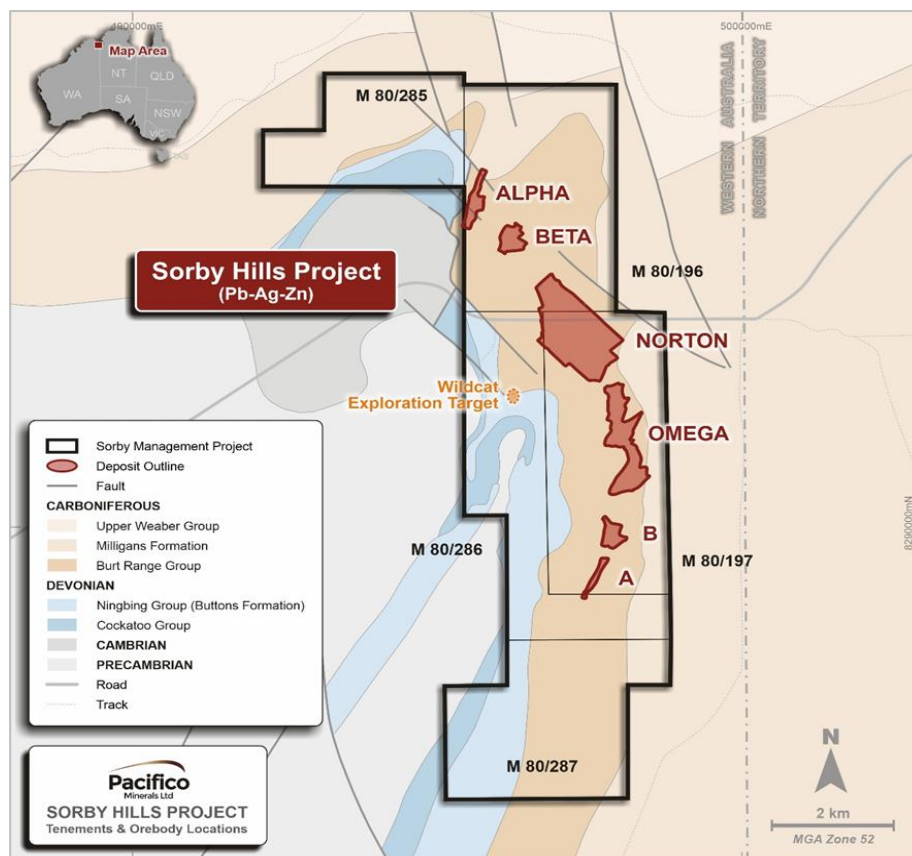 490000mE
500000mE
Map Area
NT
QLD
WA
SA
NSW
VIC
TAS
WESTERN AUSTRALIA
NORTHERN TERRITORY
M 80/285
ALPHA
BETA
Sorby Hills Project
(Pb-Ag-Zn)
M 80/196
NORTON
Wildcat
Exploration Target
OMEGA
B
A
M 80/286
M 80/197
8290000mN
M 80/287
Sorby Management Project
Deposit Outline
Fault
CARBONIFEROUS
Upper Weaber Group
Milligans Formation
Burt Range Group
DEVONIAN
Ningbing Group (Buttons Formation)
Cockatoo Group
CAMBRIAN
PRECAMBRIAN
Road
Track
Pacifico
Minerals Ltd
SORBY HILLS PROJECT
Tenements & Orebody Locations
N
2 km
MGA Zone 52